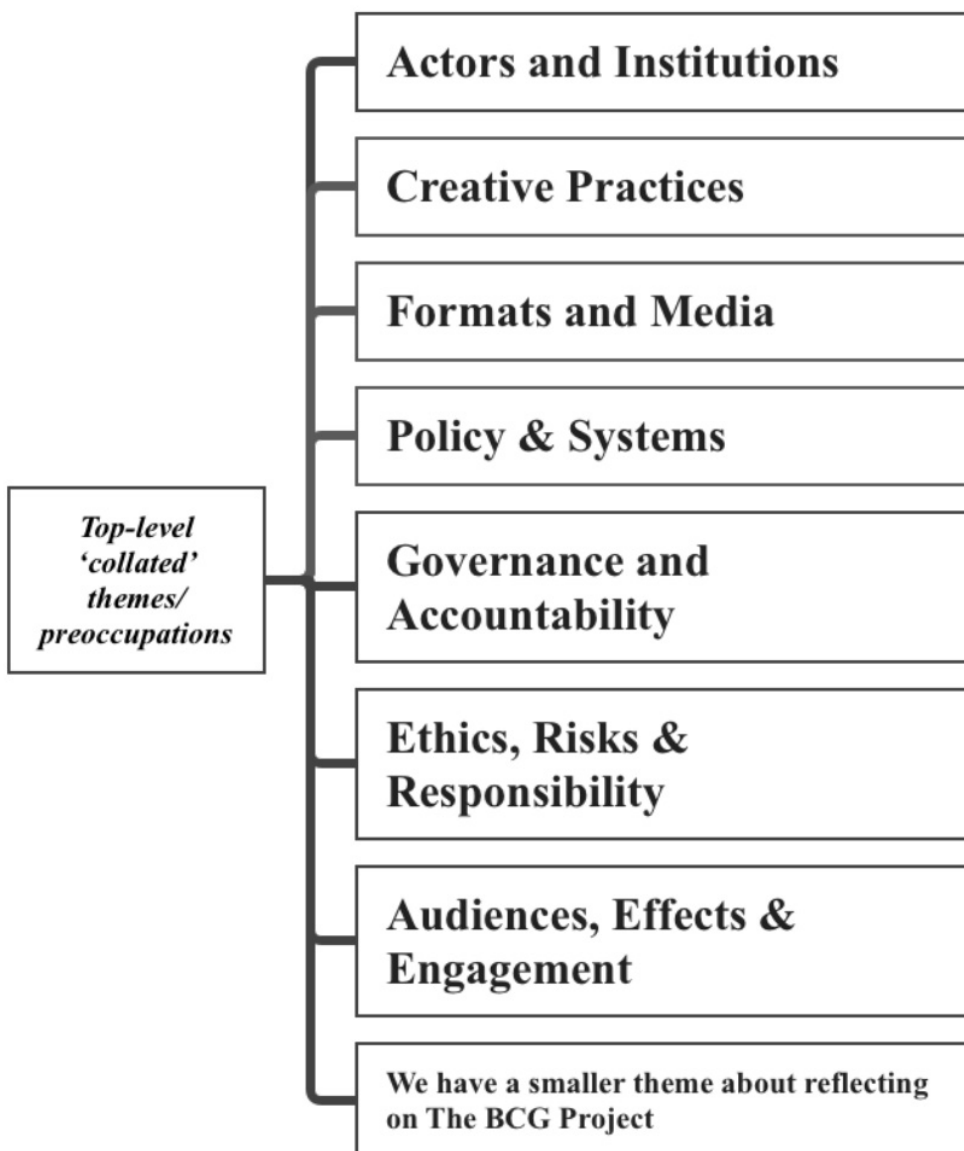 Actors and Institutions
Creative Practices
Formats and Media
Policy & Systems
Top-level
‘collated’
themes/
preoccupations
Governance and
Accountability
Ethics, Risks &
Responsibility
Audiences, Effects &
Engagement
We have a smaller theme about reflecting
on The BCG Project